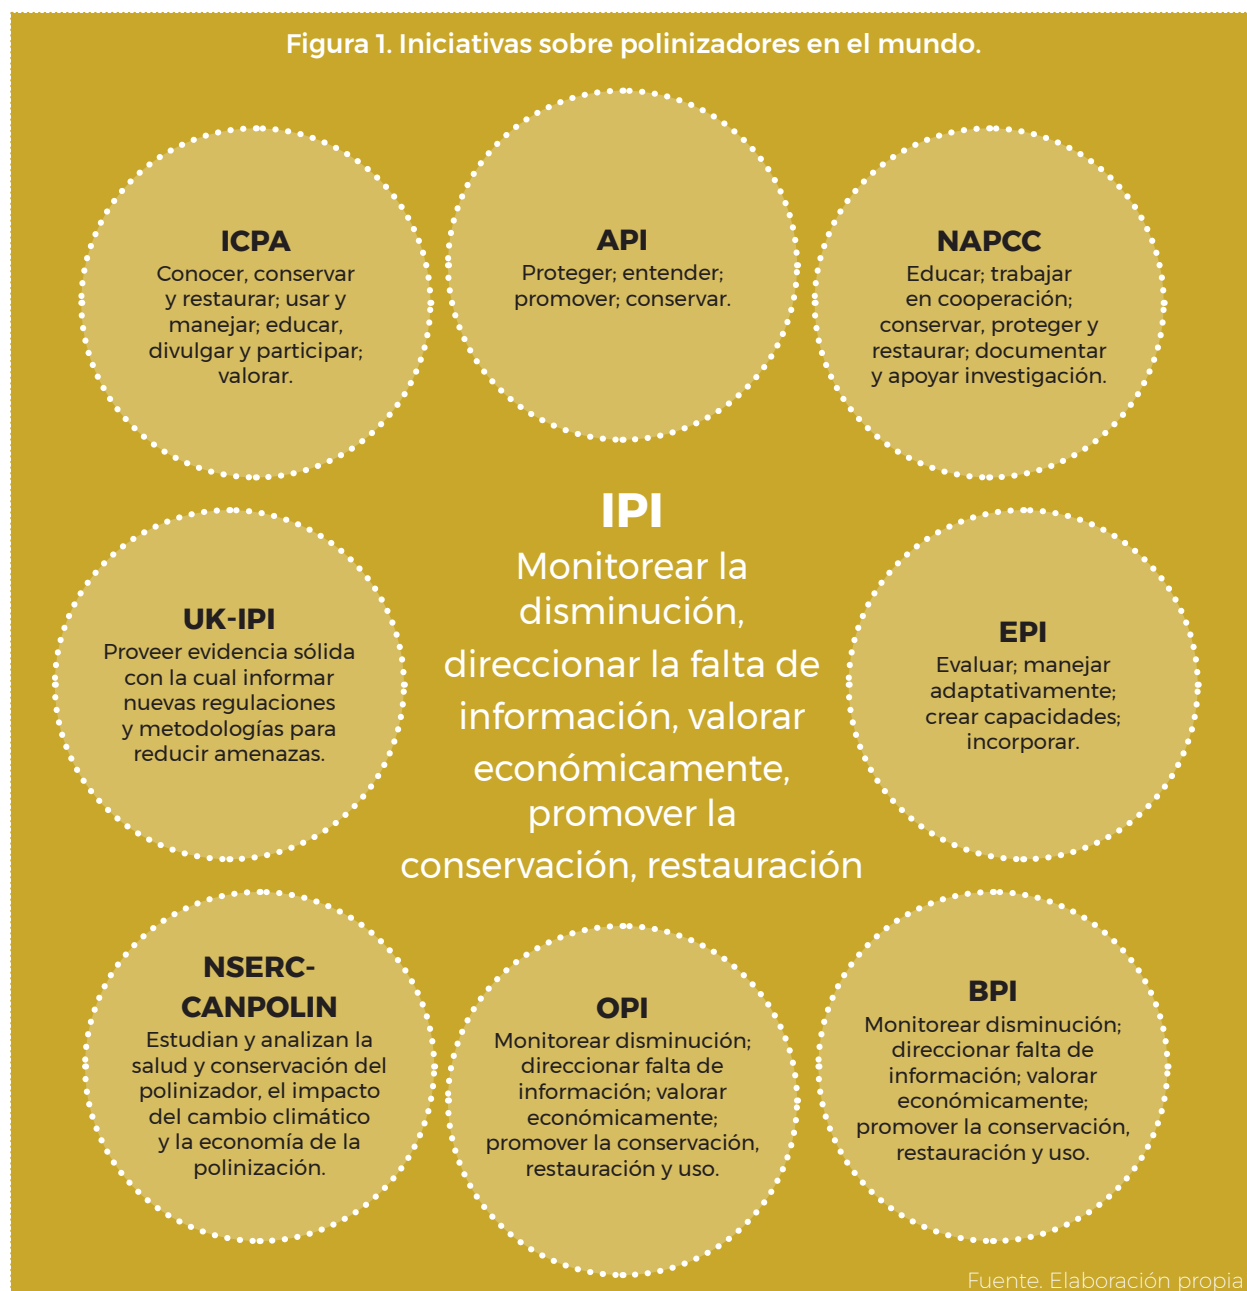 Figura 1. Iniciativas sobre polinizadores en el mundo.
ICPA
Conocer, conservar
y restaurar; usar y
manejar; educar,
divulgar y participar;
valorar.
API
Proteger; entender;
promover; conservar.
NAPCC
Educar; trabajar
en cooperación;
conservar, proteger y
restaurar; documentar
y apoyar investigación.
IPI
Monitorear la
disminución,
direccionar la falta de
información, valorar
económicamente,
promover la
conservación, restauración
UK-IPI
Proveer evidencia sólida
con la cual informar
nuevas regulaciones
y metodologías para
reducir amenazas.
EPI
Evaluar; manejar
adaptativamente;
crear capacidades;
incorporar.
NSERC-
CANPOLIN
Estudian y analizan la
salud y conservación del
polinizador, el impacto
del cambio climático
y la economía de la
polinización.
OPI
Monitorear disminución;
direccionar falta de
información; valorar
económicamente;
promover la conservación,
restauración y uso.
BPI
Monitorear disminución;
direccionar falta de
información; valorar
económicamente;
promover la conservación,
restauración y uso.
Fuente. Elaboración propia